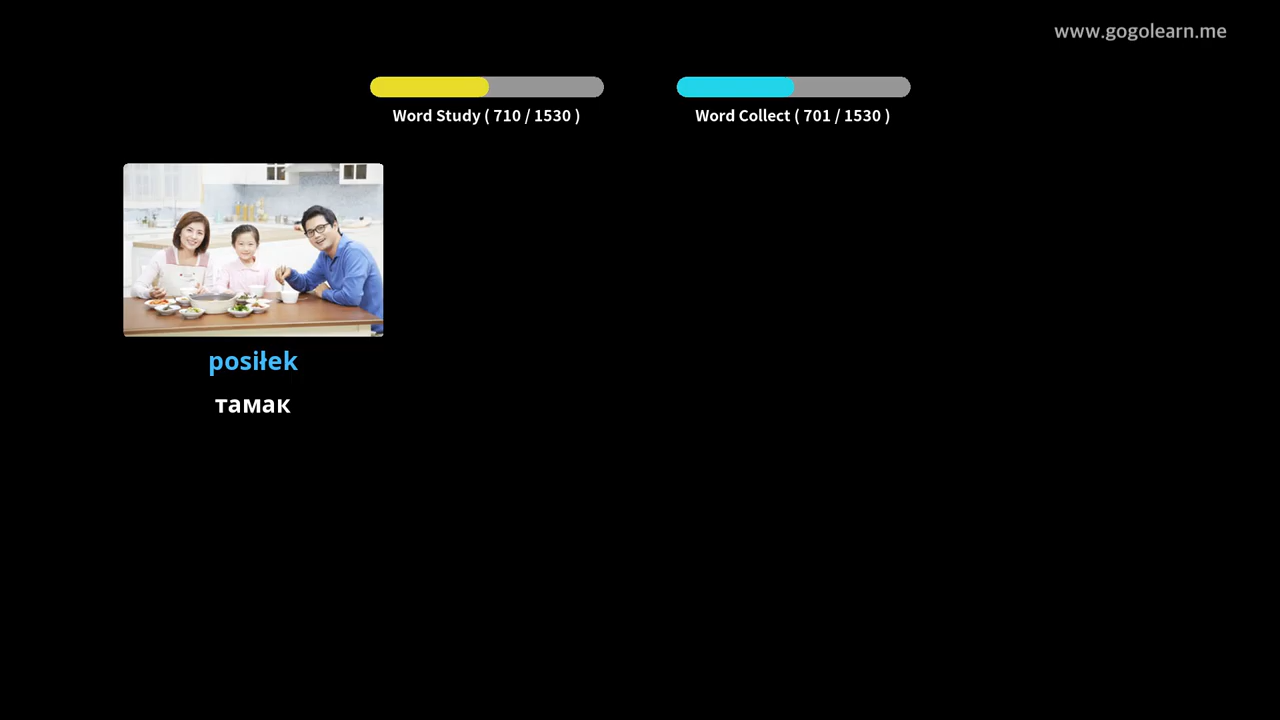 www.gogolearn.me
Word Study ( 710 / 1530 )
Word Collect ( 701 / 1530 )
posiłek
тамак